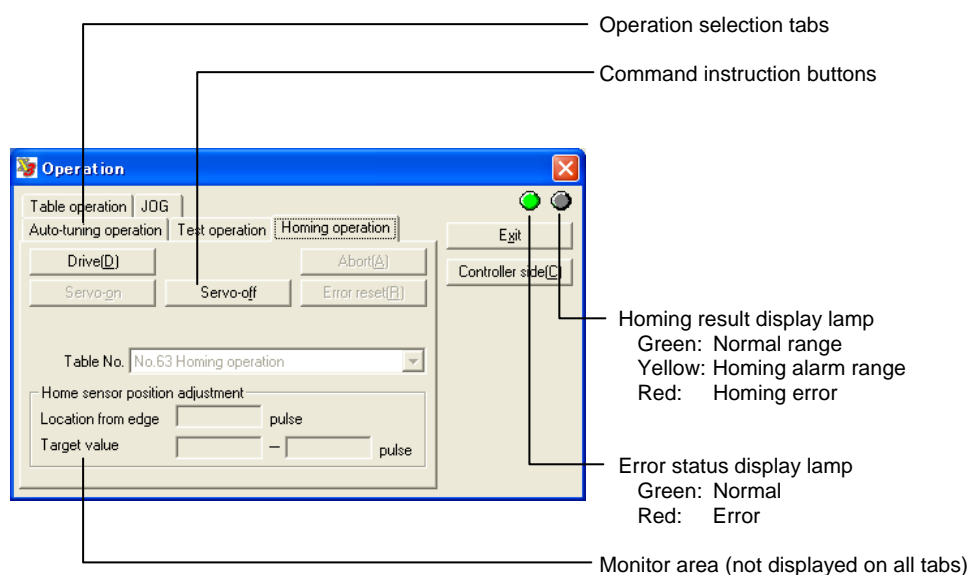 Operation selection tabs
Command instruction buttons
Operation
Table operation JOG
Auto-tuning operation Test operation Homing operation
Exit
Drive(D) Abort(A)
Controller side(C)
Servo-on Servo-off Error reset(R)
Table No. No.63 Homing operation
Home sensor position adjustment
Location from edge pulse
Target value – pulse
Homing result display lamp
Green: Normal range
Yellow: Homing alarm range
Red: Homing error
Error status display lamp
Green: Normal
Red: Error
Monitor area (not displayed on all tabs)